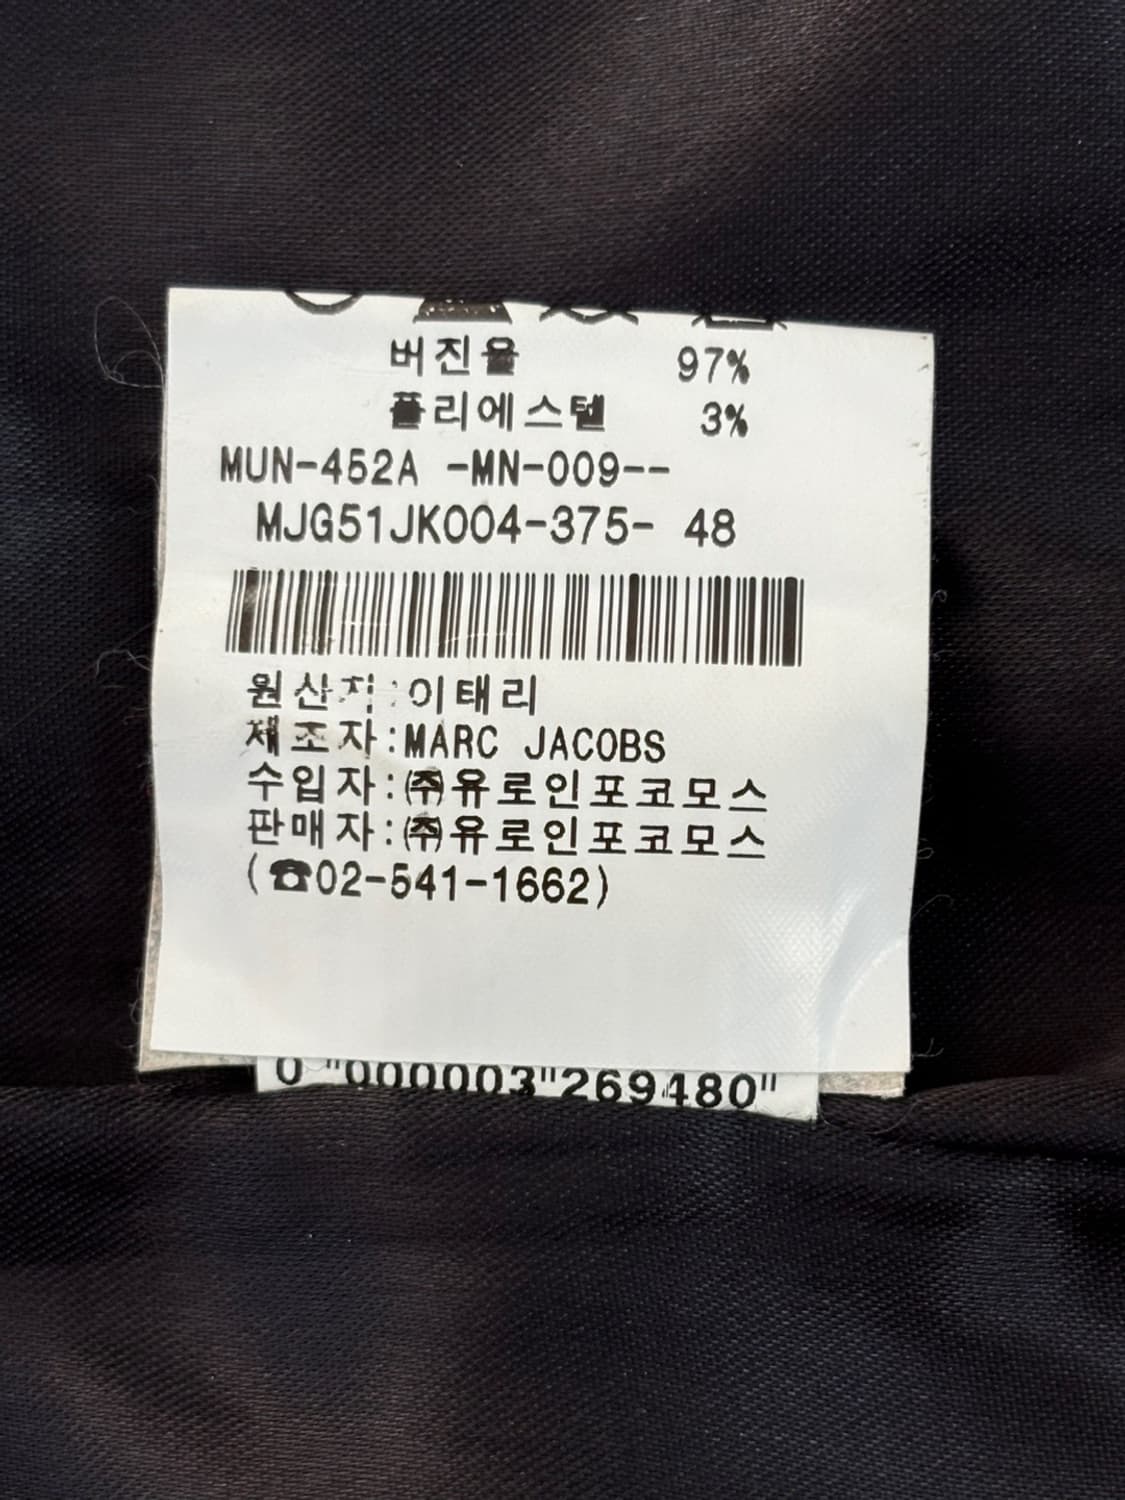 버진울 97%
폴리에스텔 3%
MUN-452A -MN-009--
MJG51JK004-375- 48
원산지:이태리
제조자:MARC JACOBS
수입자:㈜유로인포코모스
판매자:㈜유로인포코모스
(☎02-541-1662)
0 "000003"269480"